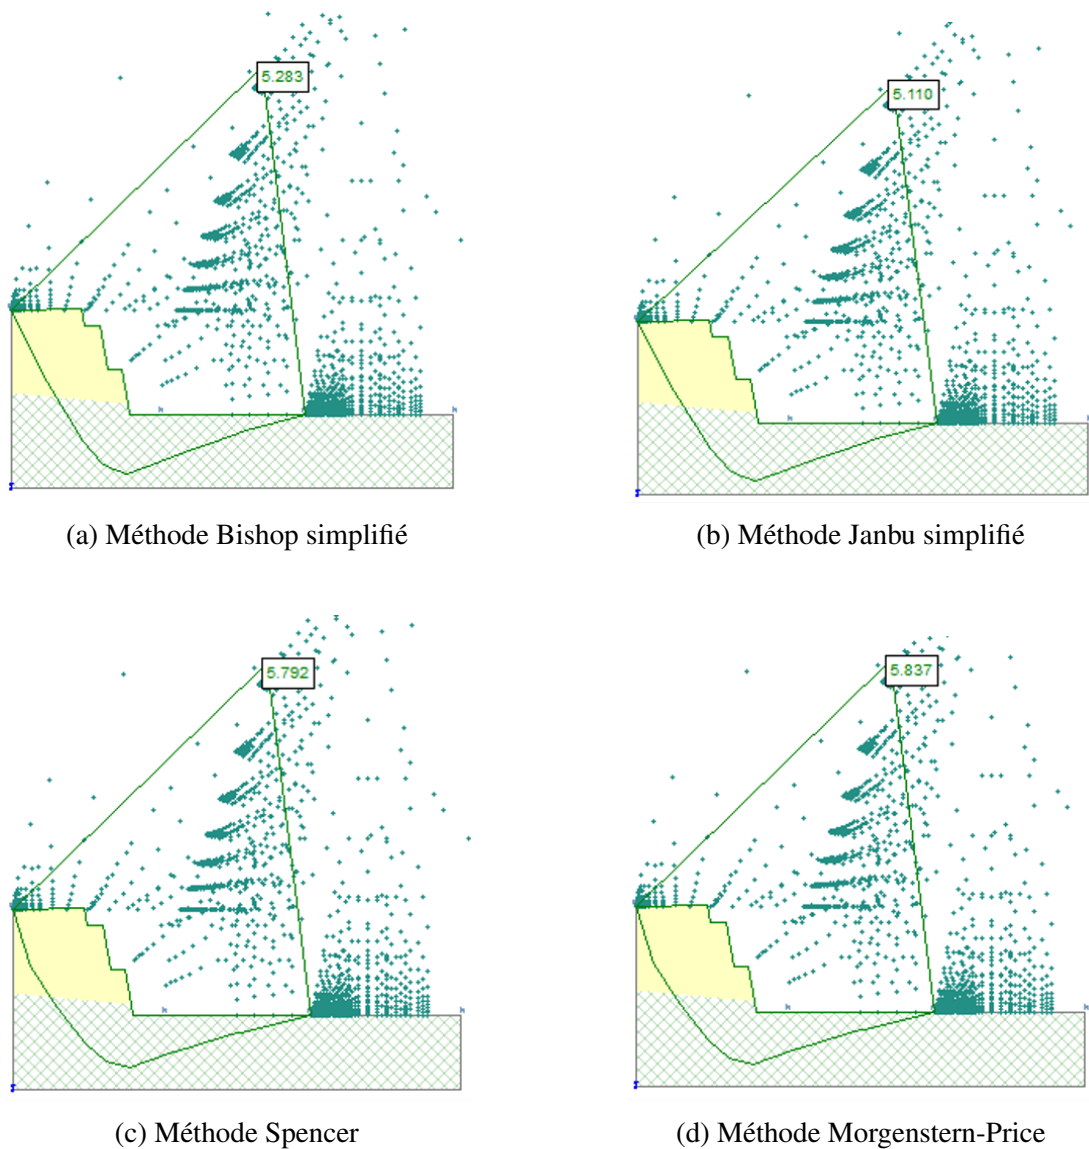 5.283
5.110
(a) Méthode Bishop simplifié
(b) Méthode Janbu simplifié
5.792
5.837
(c) Méthode Spencer
(d) Méthode Morgenstern-Price